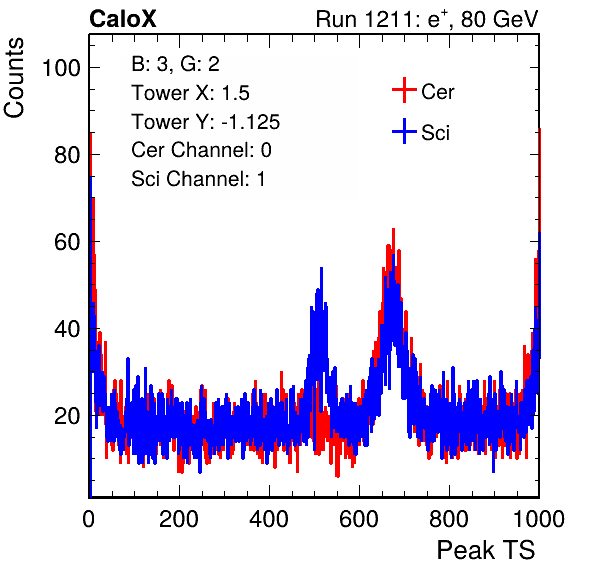 CaloX Run 1211: e+, 80 GeV
Counts
B: 3, G: 2
Tower X: 1.5
Tower Y: -1.125
Cer Channel: 0
Sci Channel: 1
Cer
Sci
100
80
60
40
20
0 200 400 600 800 1000
Peak TS